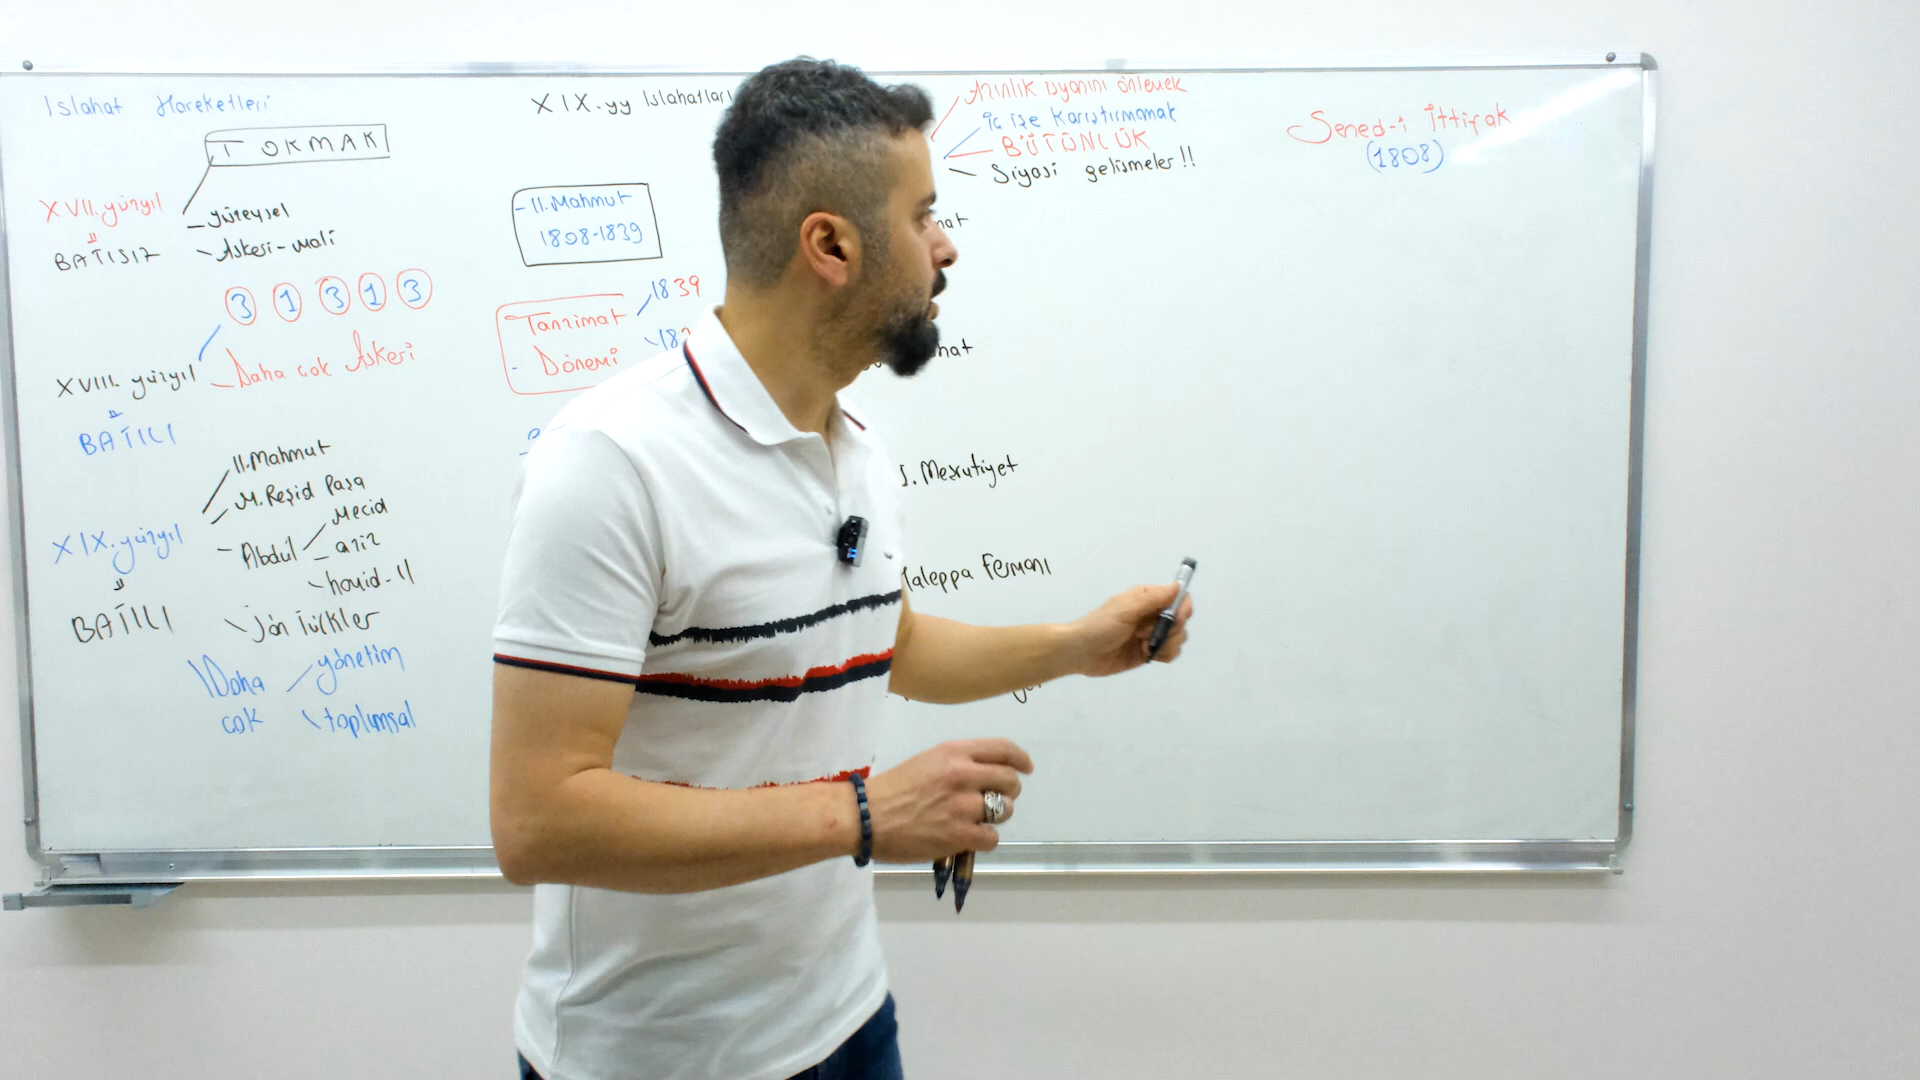 Islahat Hareketleri
TOKMAK
XVII. yüzyıl
- yüzeysel
- Askeri-mali
BATISIZ
3 1 3 1 3
XVIII. yüzyıl
- Daha çok Askeri
BATILI
II. Mahmut
M. Reşid Paşa
XIX. yüzyıl
- Abdül
Mecid
aziz
hamid-II
BATILI
Jön Türkler
Daha çok
yönetim
toplumsal
XIX. yy Islahatları
- II. Mahmut
1808-1839
Tanzimat
- Dönemi
1839
Azınlık isyanını önlemek
İç işe Karıştırmamak
BÜTÜNLÜK
Siyasi gelişmeler!!
I. Meşrutiyet
Fermanı
Sened-i İttifak
(1808)